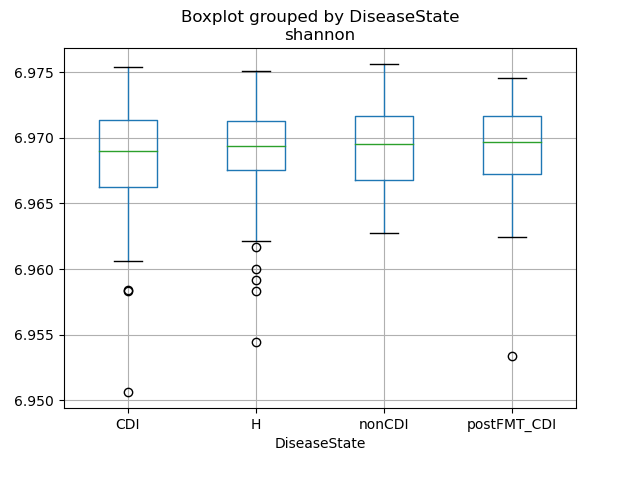 Boxplot grouped by DiseaseState
shannon
6.975
6.970
6.965
6.960
6.955
6.950
CDI H nonCDI postFMT_CDI
DiseaseState